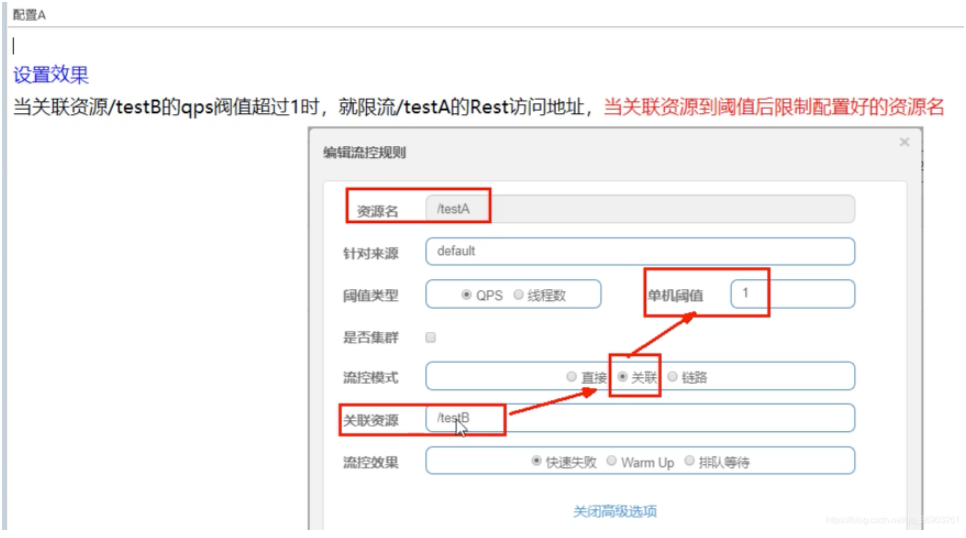 配置A
设置效果
当关联资源/testB的qps阀值超过1时，就限流/testA的Rest访问地址，当关联资源到阈值后限制配置好的资源名
编辑流控规则
资源名 /testA
针对来源 default
阈值类型 QPS 线程数 单机阈值 1
是否集群
流控模式 直接 关联 链路
关联资源 /testB
流控效果 快速失败 Warm Up 排队等待
关闭高级选项